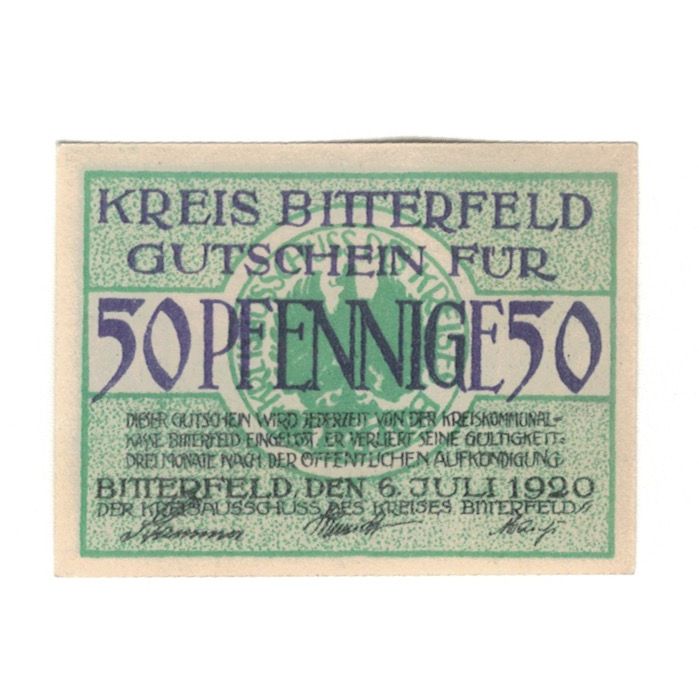 KREIS BITTERFELD
GUTSCHEIN FÜR
50 PFENNIGE 50
DIESER GUTSCHEIN WIRD JEDERZEIT VON DER KREISKOMMUNAL-
KASSE BITTERFELD EINGELÖST. ER VERLIERT SEINE GÜLTIGKEIT:
DREI MONATE NACH DER ÖFFENTLICHEN AUFKÜNDIGUNG
BITTERFELD, DEN 6. JULI 1920
DER KREISAUSSCHUSS DES KREISES BITTERFELD